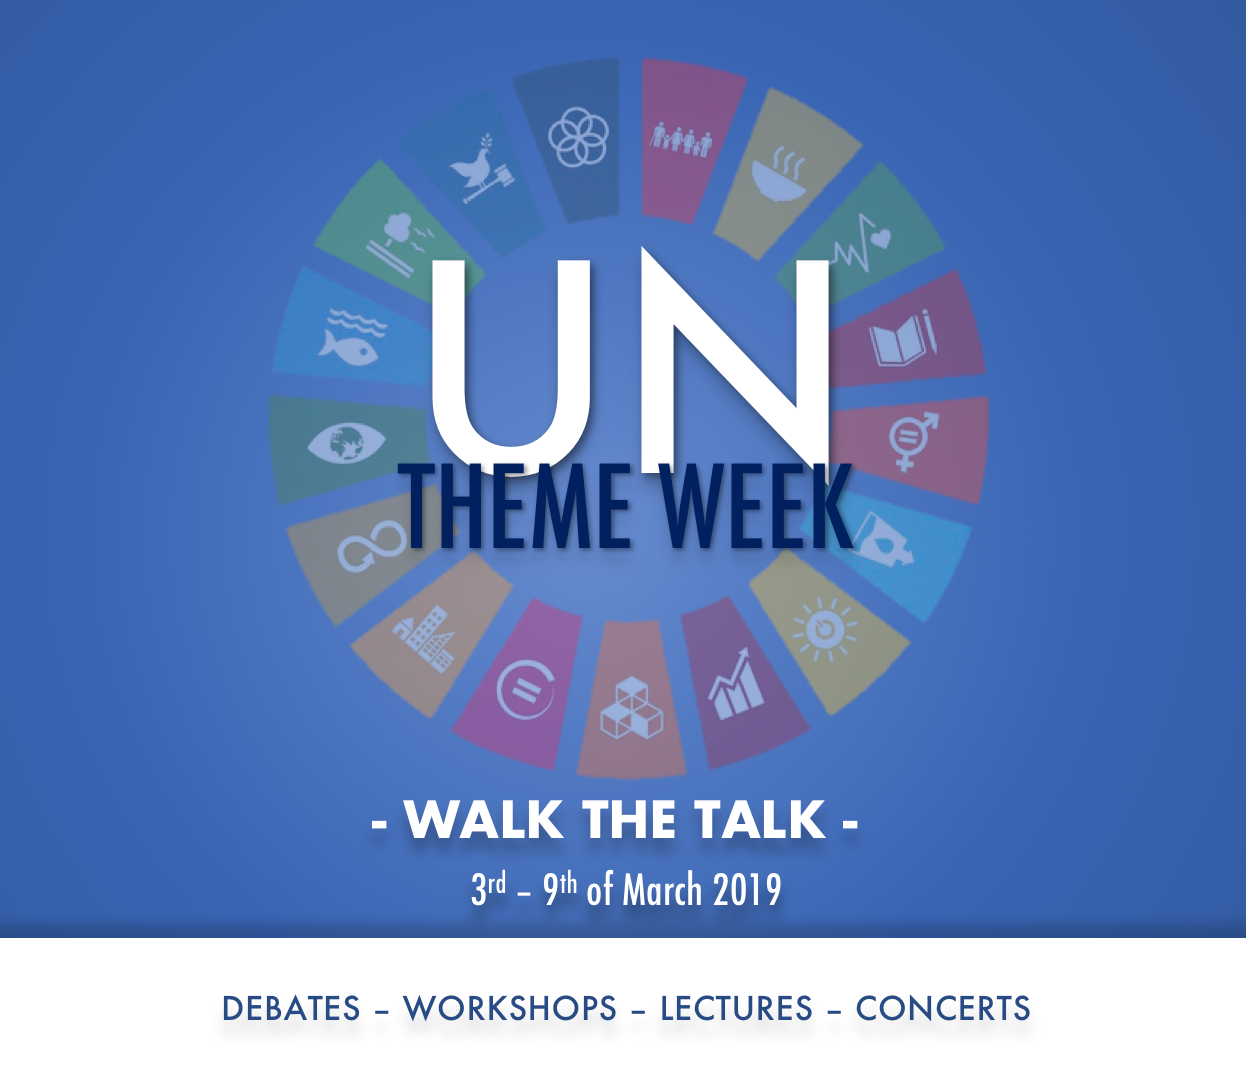 UN
THEME WEEK
- WALK THE TALK -
3rd – 9th of March 2019
DEBATES – WORKSHOPS – LECTURES – CONCERTS